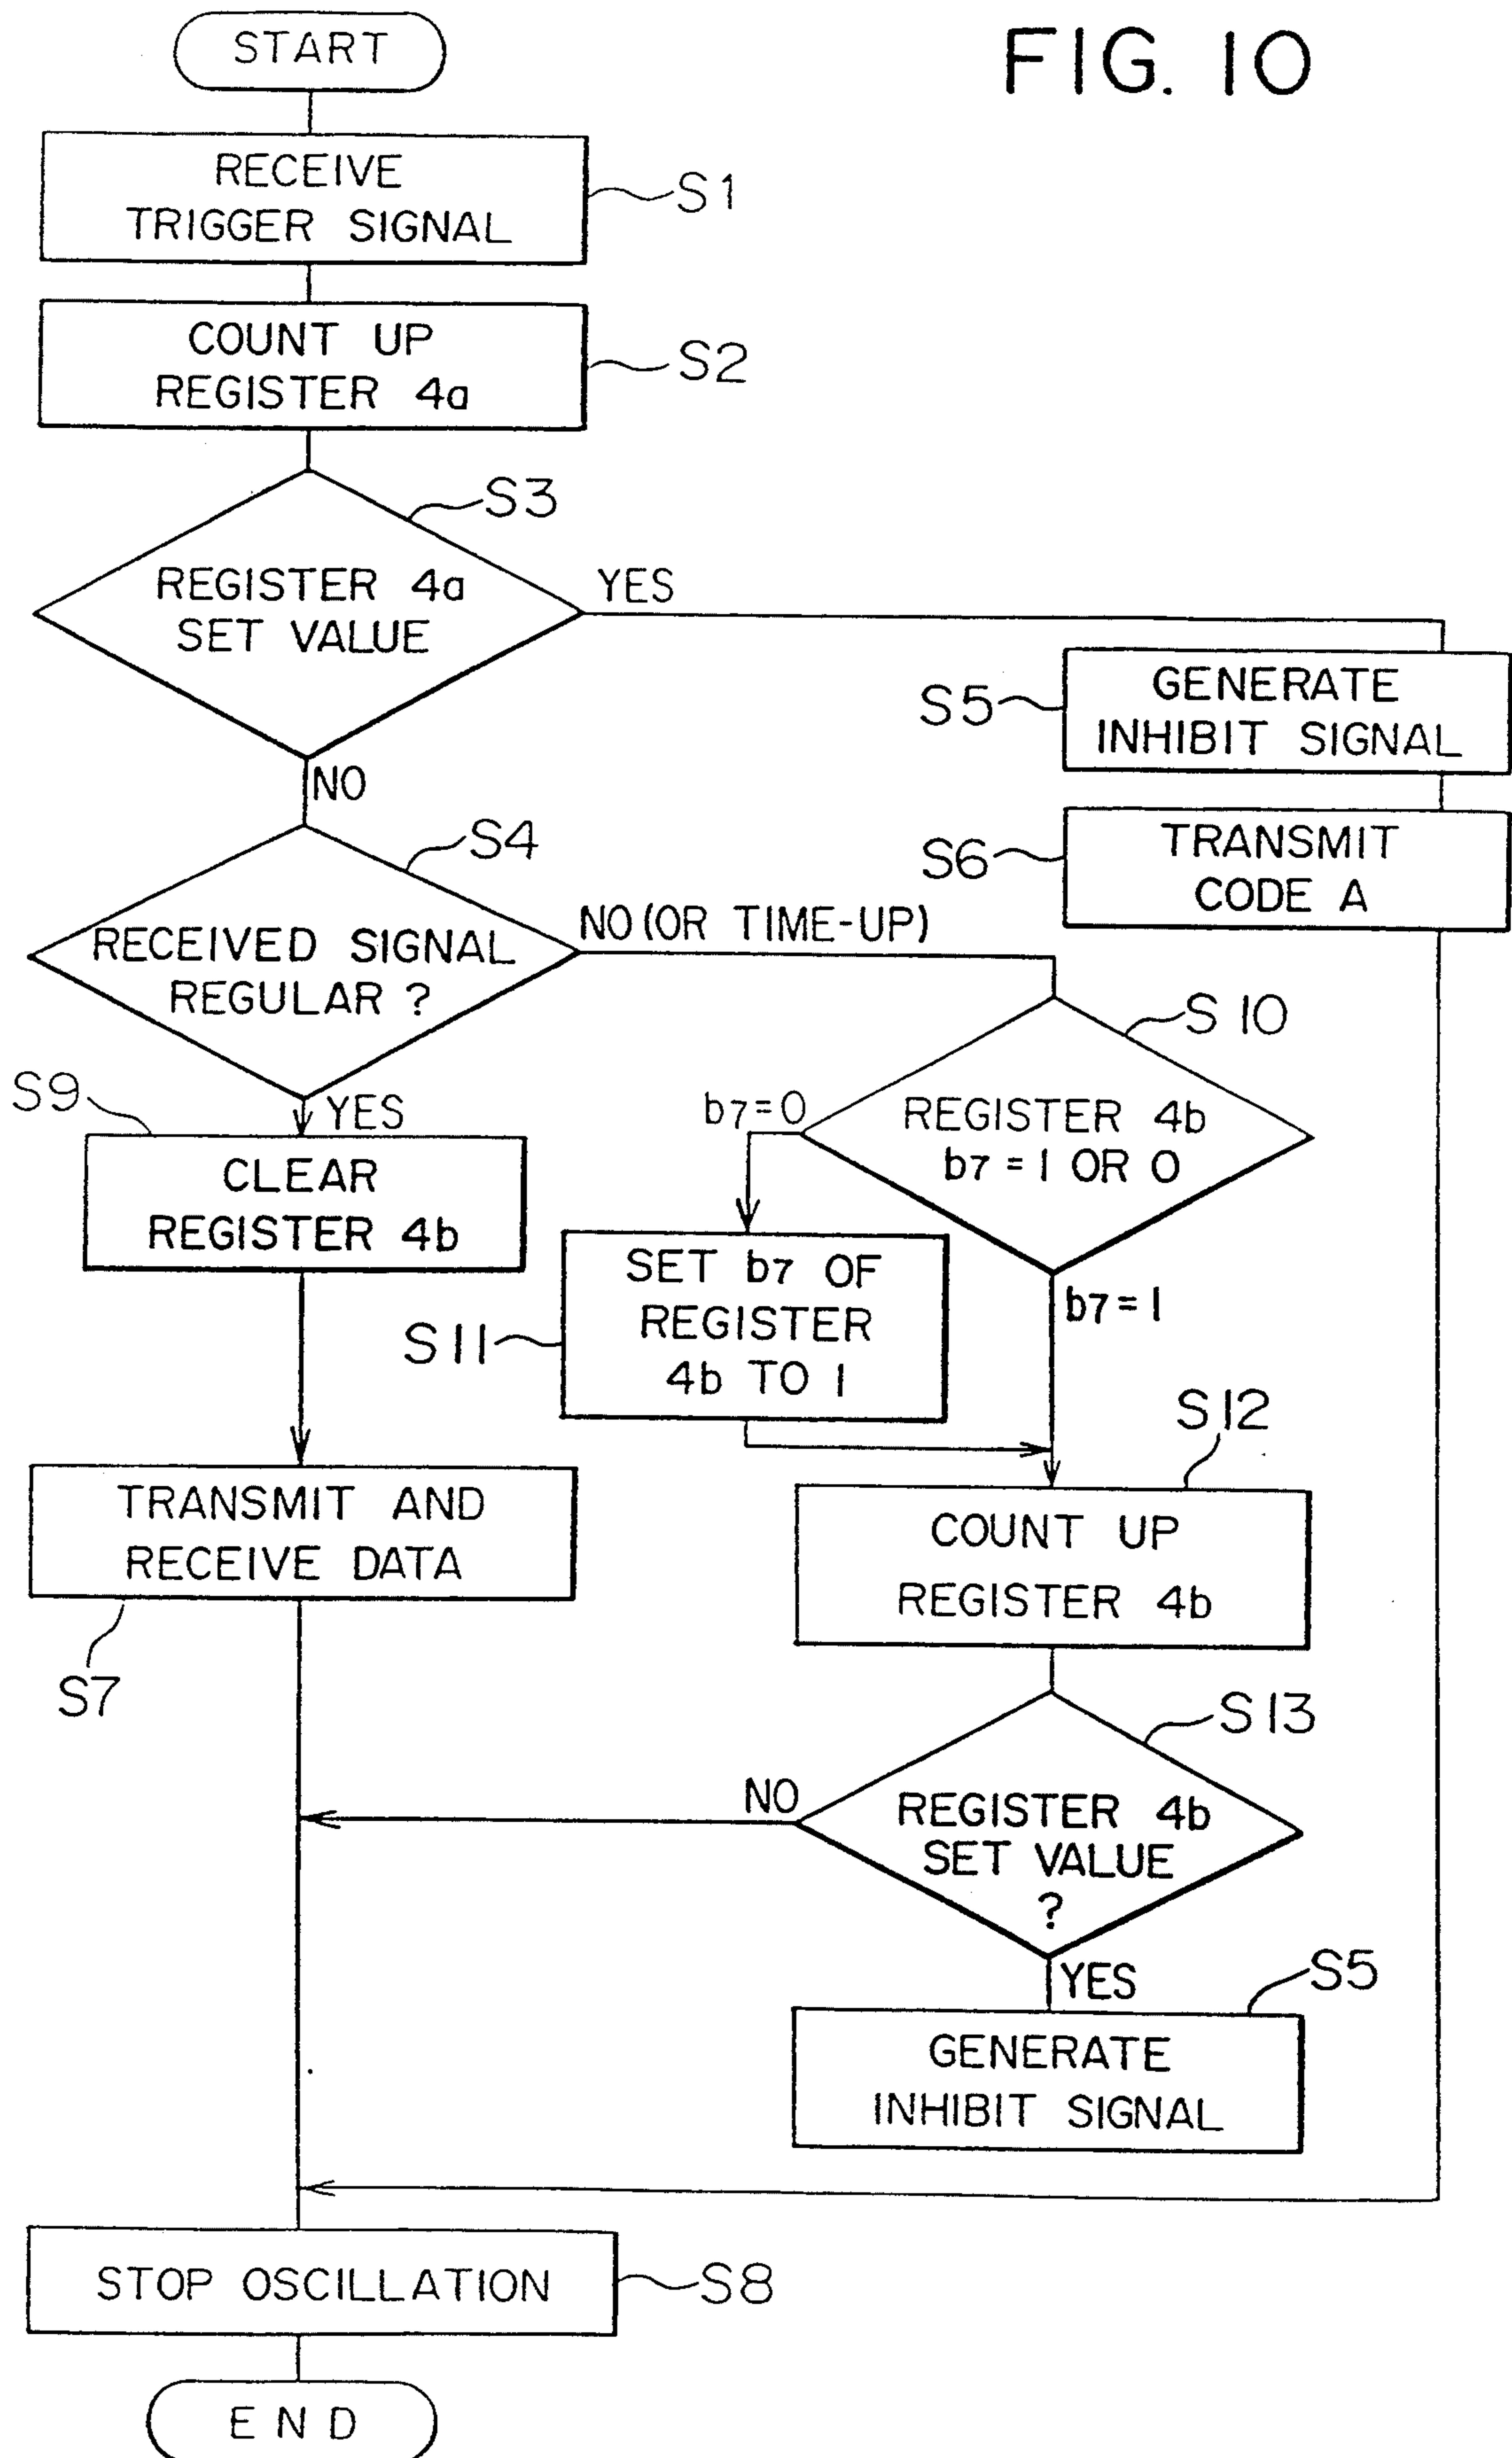 FIG. 10
START
RECEIVE
TRIGGER SIGNAL
S1
COUNT UP
REGISTER 4a
S2
S3
REGISTER 4a
SET VALUE
YES
NO
S5
GENERATE
INHIBIT SIGNAL
S6
TRANSMIT
CODE A
S4
RECEIVED SIGNAL
REGULAR ?
NO (OR TIME-UP)
YES
S9
CLEAR
REGISTER 4b
S10
REGISTER 4b
b7 = 1 OR 0
b7=0
b7=1
S11
SET b7 OF
REGISTER
4b TO 1
S12
COUNT UP
REGISTER 4b
TRANSMIT AND
RECEIVE DATA
S7
S13
REGISTER 4b
SET VALUE
?
NO
YES
S5
GENERATE
INHIBIT SIGNAL
STOP OSCILLATION
S8
END